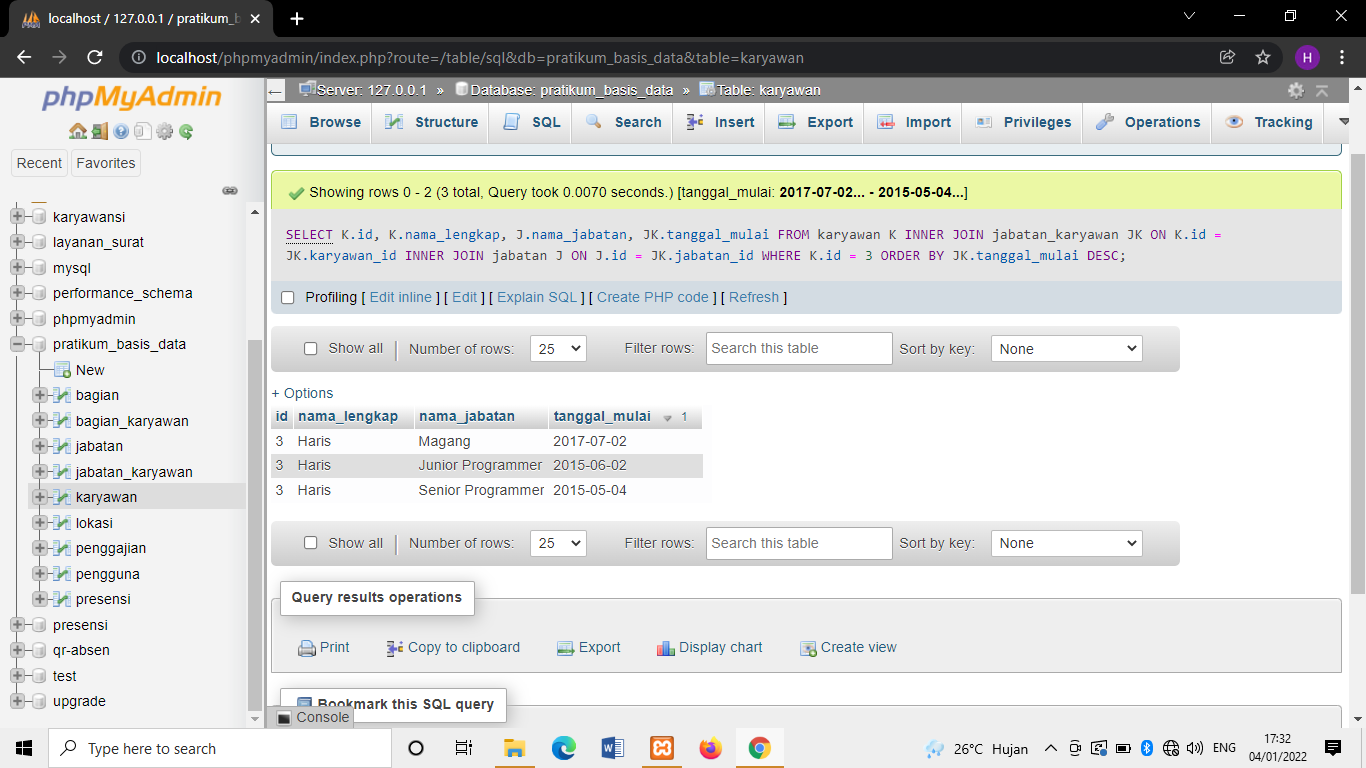 localhost / 127.0.0.1 / pratikum_b
localhost/phpmyadmin/index.php?route=/table/sql&db=pratikum_basis_data&table=karyawan
H
phpMyAdmin
Recent Favorites
karyawansi
layanan_surat
mysql
performance_schema
phpmyadmin
pratikum_basis_data
New
bagian
bagian_karyawan
jabatan
jabatan_karyawan
karyawan
lokasi
penggajian
pengguna
presensi
presensi
qr-absen
test
upgrade
Server: 127.0.0.1 » Database: pratikum_basis_data » Table: karyawan
Browse Structure SQL Search Insert Export Import Privileges Operations Tracking
Showing rows 0 - 2 (3 total, Query took 0.0070 seconds.) [tanggal_mulai: 2017-07-02... - 2015-05-04...]
SELECT K.id, K.nama_lengkap, J.nama_jabatan, JK.tanggal_mulai FROM karyawan K INNER JOIN jabatan_karyawan JK ON K.id =
JK.karyawan_id INNER JOIN jabatan J ON J.id = JK.jabatan_id WHERE K.id = 3 ORDER BY JK.tanggal_mulai DESC;
Profiling [ Edit inline ] [ Edit ] [ Explain SQL ] [ Create PHP code ] [ Refresh ]
Show all | Number of rows: 25 Filter rows: Search this table Sort by key: None
+ Options
id nama_lengkap nama_jabatan tanggal_mulai 1
3 Haris Magang 2017-07-02
3 Haris Junior Programmer 2015-06-02
3 Haris Senior Programmer 2015-05-04
Show all | Number of rows: 25 Filter rows: Search this table Sort by key: None
Query results operations
Print Copy to clipboard Export Display chart Create view
Bookmark this SQL query
Console
Type here to search
26°C Hujan ENG 17:32
04/01/2022